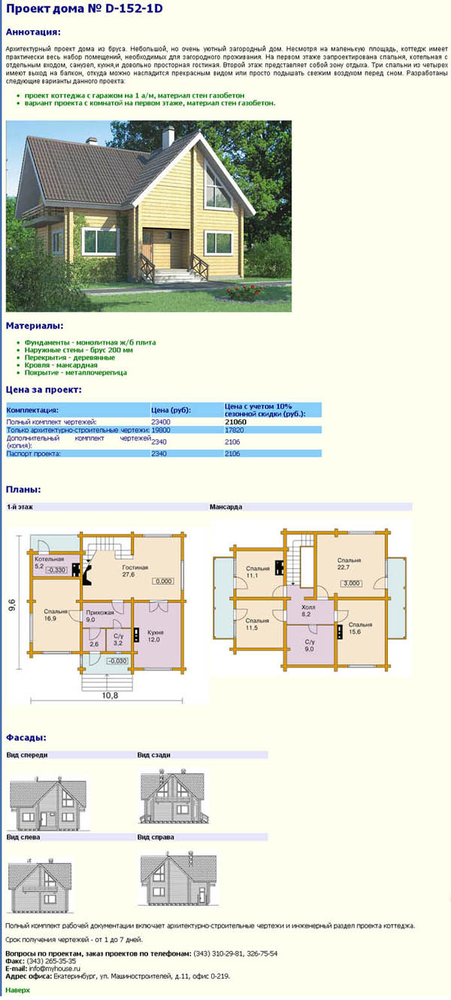 Проект дома № D-152-1D
Аннотация:
Архитектурный проект дома из бруса. Небольшой, но очень уютный загородный дом. Несмотря на маленькую площадь, коттедж имеет
практически весь набор помещений, необходимых для загородного проживания. На первом этаже запроектирована спальня, котельная с
отдельным входом, санузел, кухня,и довольно просторная гостиная. Второй этаж представляет собой зону отдыха. Три спальни из четырех
имеют выход на балкон, откуда можно насладится прекрасным видом или просто подышать свежим воздухом перед сном. Разработаны
следующие варианты данного проекта:
проект коттеджа с гаражом на 1 а/м, материал стен газобетон
вариант проекта с комнатой на первом этаже, материал стен газобетон.
Материалы:
Фундаменты - монолитная ж/б плита
Наружные стены - брус 200 мм
Перекрытия - деревянные
Кровля - мансардная
Покрытие - металлочерепица
Цена за проект:
Комплектация: Цена (руб): Цена с учетом 10%
сезонной скидки (руб.):
Полный комплект чертежей: 23400 21060
Только архитектурно-строительные чертежи: 19800 17820
Дополнительный комплект чертежей
(копия): 2340 2106
Паспорт проекта: 2340 2106
Планы:
1-й этаж Мансарда
Котельная
5,2
-0,330
Гостиная
27,6
0,000
Спальня
16,9
Прихожая
9,0
2,6
С/у
3,2
Кухня
12,0
-0,030
9,6
10,8
Спальня
11,1
Спальня
22,7
3,000
Спальня
11,5
Холл
8,2
С/у
9,0
Спальня
15,6
Фасады:
Вид спереди Вид сзади
Вид слева Вид справа
Полный комплект рабочей документации включает архитектурно-строительные чертежи и инженерный раздел проекта коттеджа.
Срок получения чертежей - от 1 до 7 дней.
Вопросы по проектам, заказ проектов по телефонам: (343) 310-29-81, 326-75-54
Факс: (343) 265-35-35
E-mail: info@myhouse.ru
Адрес офиса: Екатеринбург, ул. Машиностроителей, д.11, офис 0-219.
Наверх